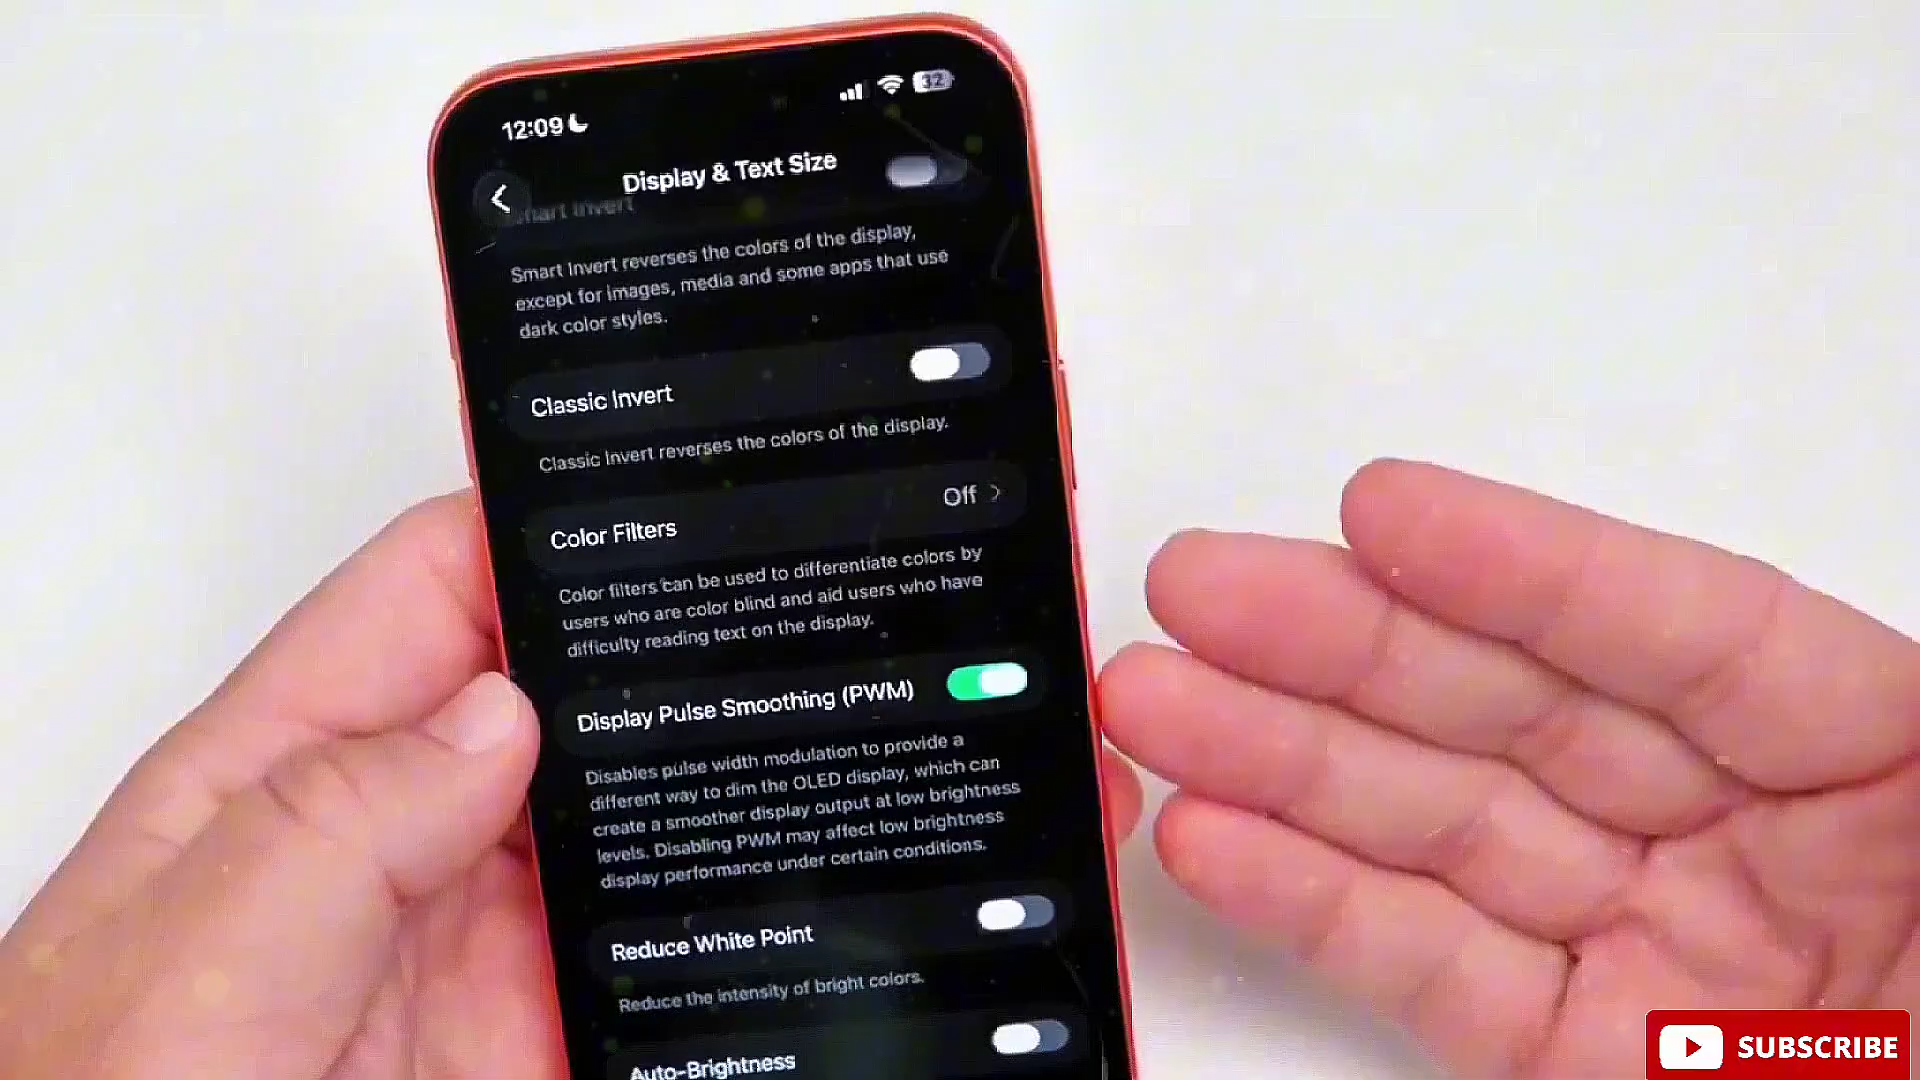 12:09
32
Display & Text Size
Smart Invert
Smart Invert reverses the colors of the display,
except for images, media and some apps that use
dark color styles.
Classic Invert
Classic Invert reverses the colors of the display.
Color Filters
Off
Color filters can be used to differentiate colors by
users who are color blind and aid users who have
difficulty reading text on the display.
Display Pulse Smoothing (PWM)
Disables pulse width modulation to provide a
different way to dim the OLED display, which can
create a smoother display output at low brightness
levels. Disabling PWM may affect low brightness
display performance under certain conditions.
Reduce White Point
Reduce the intensity of bright colors.
Auto-Brightness
SUBSCRIBE